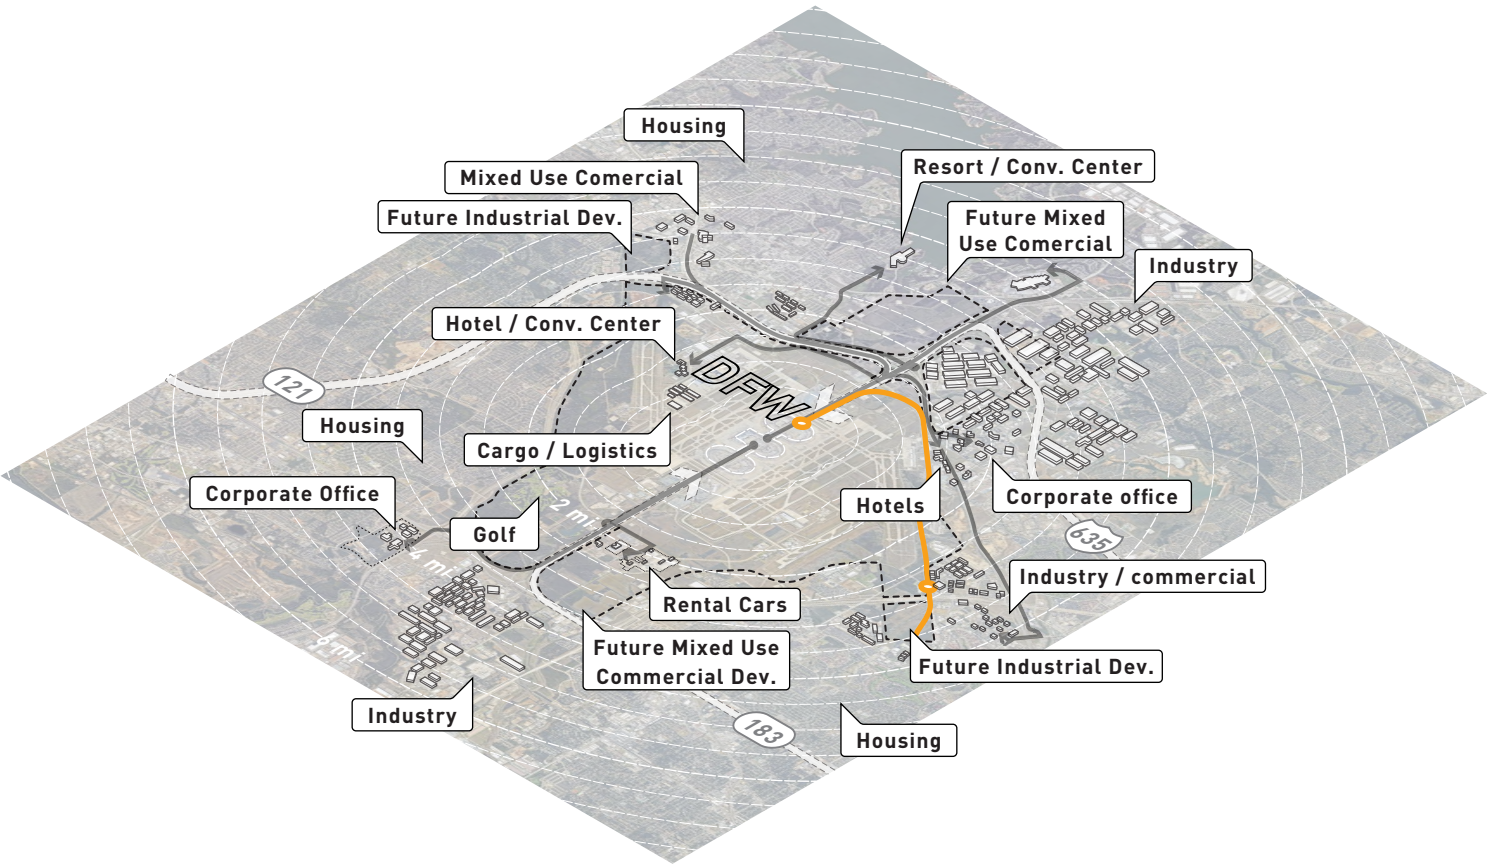 Housing
Mixed Use Comercial
Resort / Conv. Center
Future Industrial Dev.
Future Mixed
Use Comercial
Industry
Hotel / Conv. Center
DFW
121
Housing
Cargo / Logistics
Corporate Office
Hotels
Corporate office
Golf
2 mi
635
4 mi
Industry / commercial
Rental Cars
6 mi
Future Mixed Use
Commercial Dev.
Future Industrial Dev.
Industry
183
Housing